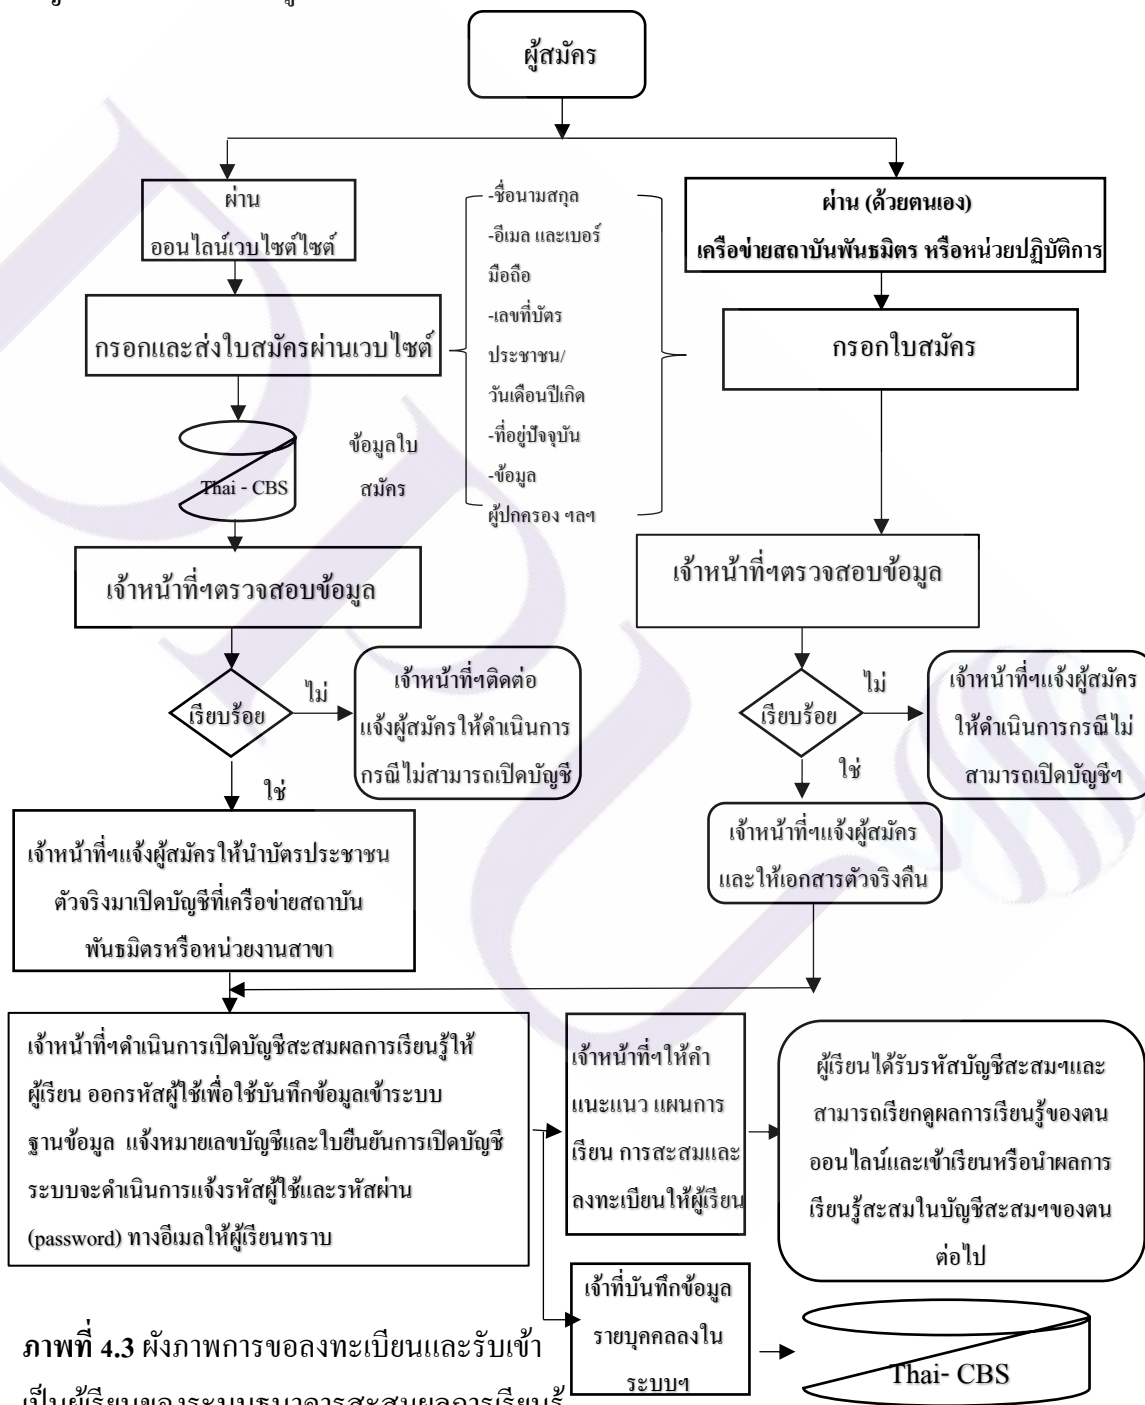 ผู้สมัคร
ผ่าน
ออนไลน์เวบไซต์ไซต์
-ชื่อนามสกุล
-อีเมล และเบอร์
มือถือ
-เลขที่บัตร
ประชาชน/
วันเดือนปีเกิด
-ที่อยู่ปัจจุบัน
-ข้อมูล
ผู้ปกครอง ฯลฯ
ผ่าน (ด้วยตนเอง)
เครือข่ายสถาบันพันธมิตร หรือหน่วยปฏิบัติการ
กรอกและส่งใบสมัครผ่านเวบไซต์
กรอกใบสมัคร
Thai - CBS
ข้อมูลใบ
สมัคร
เจ้าหน้าที่ฯตรวจสอบข้อมูล
เจ้าหน้าที่ฯตรวจสอบข้อมูล
เรียบร้อย
ไม่
เจ้าหน้าที่ฯติดต่อ
แจ้งผู้สมัครให้ดำเนินการ
กรณีไม่สามารถเปิดบัญชี
ใช่
เรียบร้อย
ไม่
เจ้าหน้าที่ฯแจ้งผู้สมัคร
ให้ดำเนินการกรณีไม่
สามารถเปิดบัญชีฯ
ใช่
เจ้าหน้าที่ฯแจ้งผู้สมัครให้นำบัตรประชาชน
ตัวจริงมาเปิดบัญชีที่เครือข่ายสถาบัน
พันธมิตรหรือหน่วยงานสาขา
เจ้าหน้าที่ฯแจ้งผู้สมัคร
และให้เอกสารตัวจริงคืน
เจ้าหน้าที่ฯดำเนินการเปิดบัญชีสะสมผลการเรียนรู้ให้
ผู้เรียน ออกรหัสผู้ใช้เพื่อใช้บันทึกข้อมูลเข้าระบบ
ฐานข้อมูล แจ้งหมายเลขบัญชีและใบยืนยันการเปิดบัญชี
ระบบจะดำเนินการแจ้งรหัสผู้ใช้และรหัสผ่าน
(password) ทางอีเมลให้ผู้เรียนทราบ
เจ้าหน้าที่ฯให้คำ
แนะแนว แผนการ
เรียน การสะสมและ
ลงทะเบียนให้ผู้เรียน
ผู้เรียนได้รับรหัสบัญชีสะสมฯและ
สามารถเรียกดูผลการเรียนรู้ของตน
ออนไลน์และเข้าเรียนหรือนำผลการ
เรียนรู้สะสมในบัญชีสะสมฯของตน
ต่อไป
เจ้าที่บันทึกข้อมูล
รายบุคคลลงใน
ระบบฯ
Thai- CBS
ภาพที่ 4.3 ผังภาพการขอลงทะเบียนและรับเข้า
เป็นผู้เรียนของระบบธนาคารสะสมผลการเรียนรู้